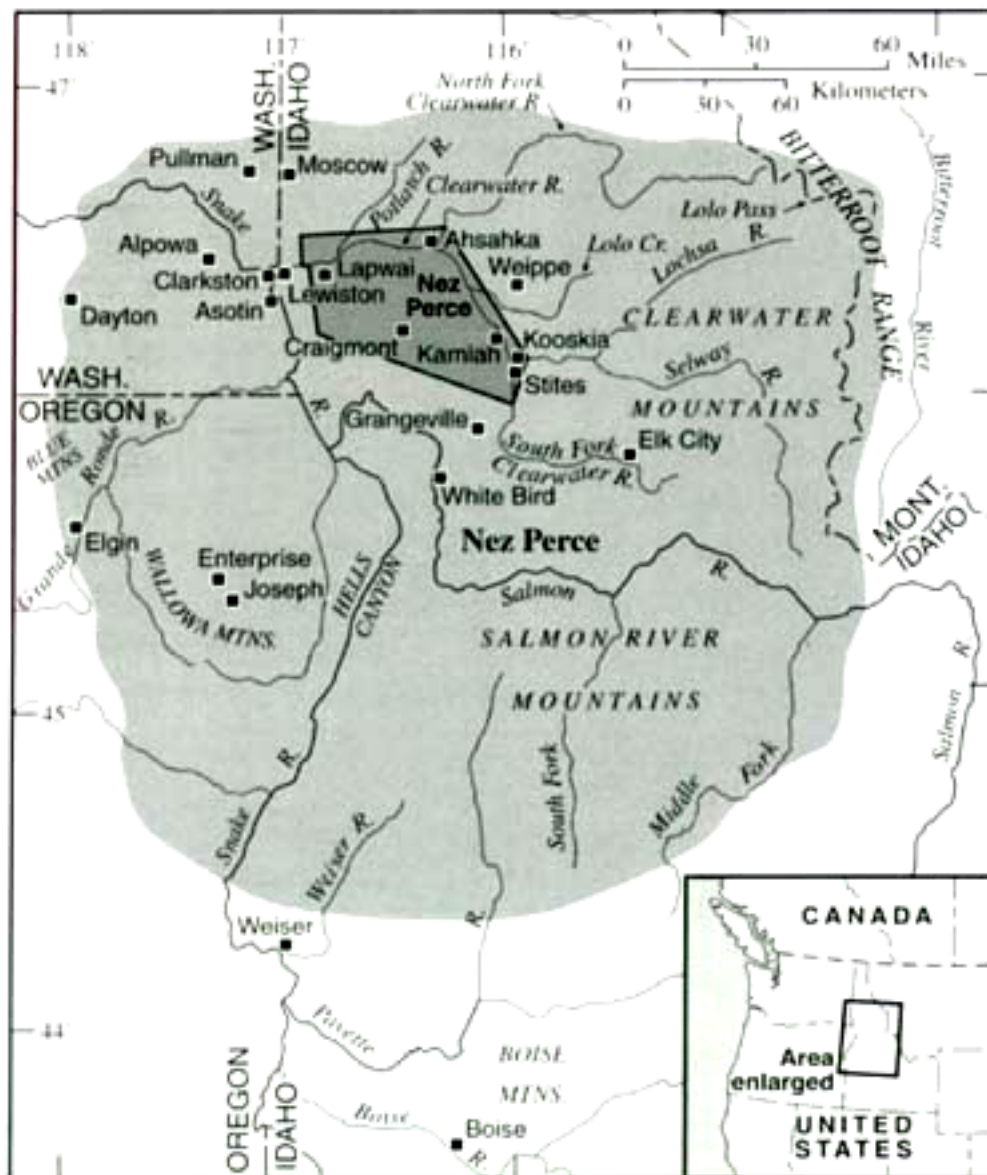 118°
117°
116°
0 30 60
Miles
0 30 60
Kilometers
47°
WASH.
IDAHO
North Fork
Clearwater R.
BITTERROOT
RANGE
Bitterroot
River
Pullman
Moscow
Potlatch R.
Clearwater R.
Lolo Pass
Snake
Ahsahka
Lolo Cr.
Lochsa R.
Alpowa
Clarkston
Lapwai
Nez
Perce
Weippe
Lewiston
Asotin
Dayton
CLEARWATER
MOUNTAINS
Craigmont
Kamiah
Kooskia
Stites
Selway R.
WASH.
OREGON
R.
Grangeville
BLUE
MTNS
Grande
Ronde R.
South Fork
Clearwater R.
Elk City
White Bird
MONT.
IDAHO
Elgin
Nez Perce
Enterprise
Joseph
WALLOWA MTNS.
HELLS
CANYON
Salmon
R.
SALMON RIVER
MOUNTAINS
Salmon
R.
45°
R.
R.
South Fork
Middle Fork
Snake
Weiser R.
R.
Weiser
44°
Payette
BOISE
MTNS
OREGON
IDAHO
Boise
R.
Boise
CANADA
Area
enlarged
UNITED
STATES